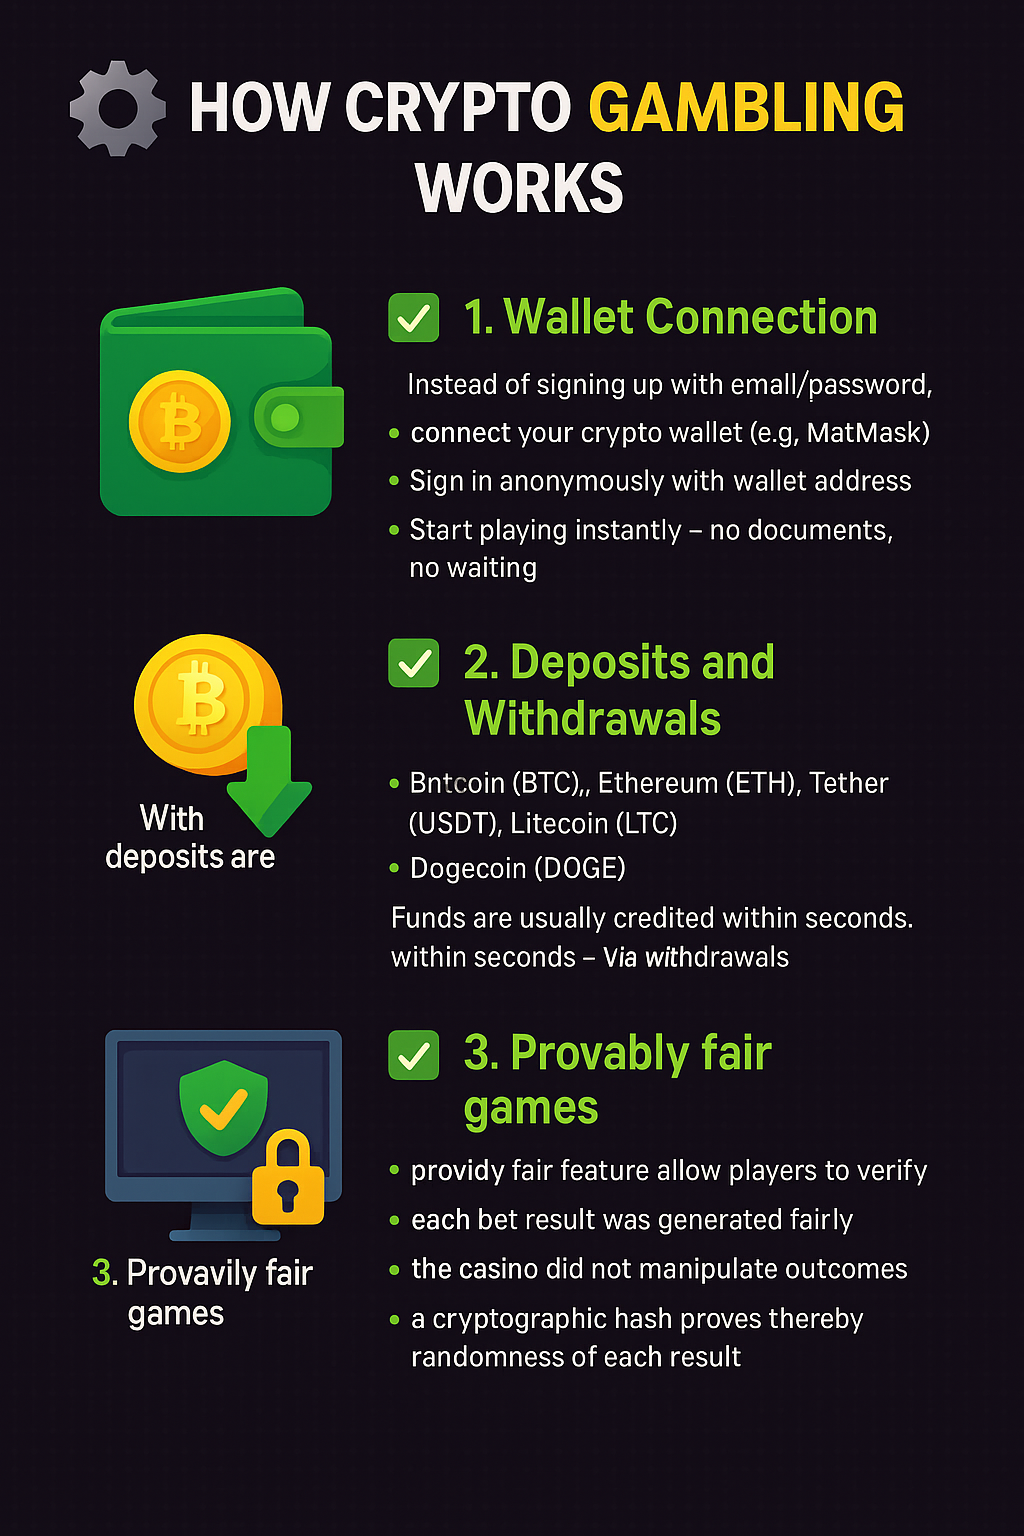 HOW CRYPTO GAMBLING
WORKS
1. Wallet Connection
Instead of signing up with emall/password,
• connect your crypto wallet (e.g, MatMask)
• Sign in anonymously with wallet address
• Start playing instantly – no documents,
no waiting
With
deposits are
2. Deposits and
Withdrawals
• Bntcoin (BTC),, Ethereum (ETH), Tether
(USDT), Litecoin (LTC)
• Dogecoin (DOGE)
Funds are usually credited within seconds.
within seconds – Via withdrawals
3. Provavily fair
games
3. Provably fair
games
• providy fair feature allow players to verify
• each bet result was generated fairly
• the casino did not manipulate outcomes
• a cryptographic hash proves thereby
randomness of each result